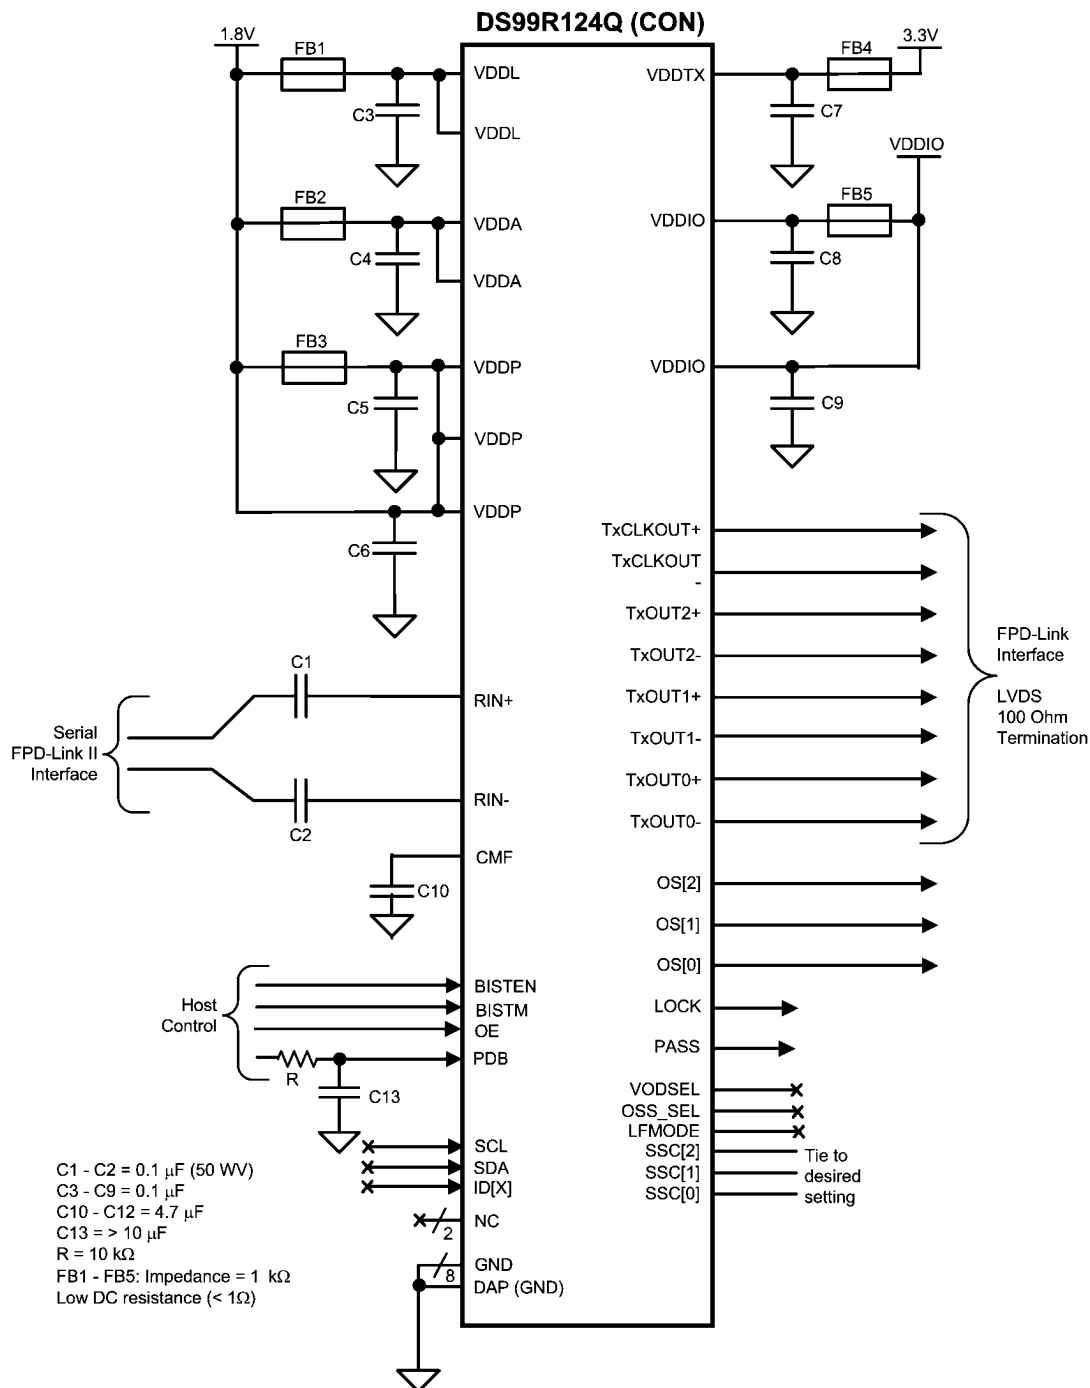 DS99R124Q (CON)
1.8V
FB1
VDDL
C3
VDDL
FB2
VDDA
C4
VDDA
FB3
VDDP
C5
VDDP
VDDP
C6
C1
RIN+
Serial
FPD-Link II
Interface
RIN-
C2
CMF
C10
Host
Control
BISTEN
BISTM
OE
PDB
R
C13
SCL
SDA
ID[X]
NC
2
GND
8
DAP (GND)
3.3V
FB4
VDDTX
C7
VDDIO
FB5
VDDIO
C8
VDDIO
C9
TxCLKOUT+
TxCLKOUT
-
TxOUT2+
TxOUT2-
TxOUT1+
TxOUT1-
TxOUT0+
TxOUT0-
FPD-Link
Interface
LVDS
100 Ohm
Termination
OS[2]
OS[1]
OS[0]
LOCK
PASS
VODSEL
OSS_SEL
LFMODE
SSC[2]
SSC[1]
SSC[0]
Tie to
desired
setting
C1 - C2 = 0.1 μF (50 WV)
C3 - C9 = 0.1 μF
C10 - C12 = 4.7 μF
C13 = > 10 μF
R = 10 kΩ
FB1 - FB5: Impedance = 1 kΩ
Low DC resistance (< 1Ω)